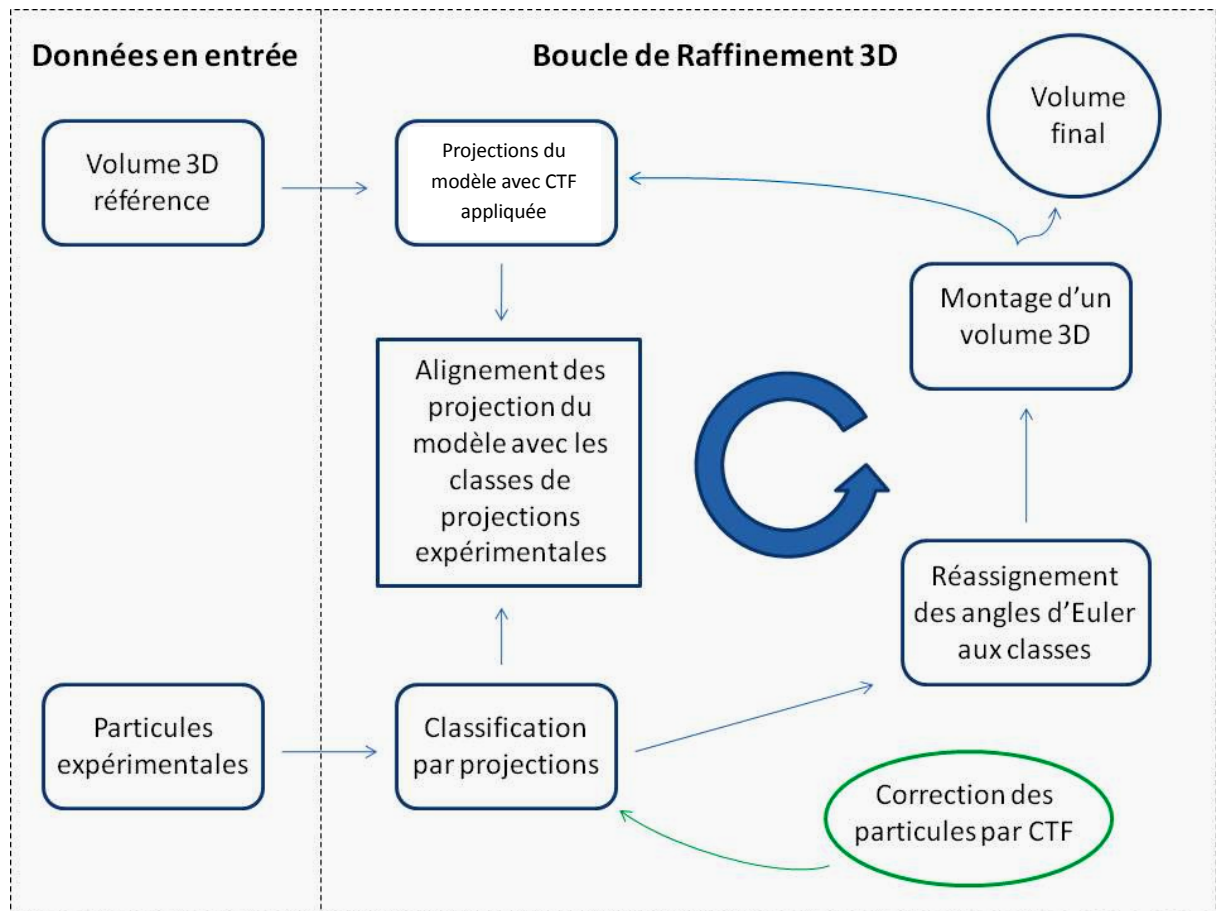 Données en entrée
Boucle de Raffinement 3D
Volume
final
Volume 3D
référence
Projections du
modèle avec CTF
appliquée
Montage d'un
volume 3D
Alignement des
projection du
modèle avec les
classes de
projections
expérimentales
Réassignement
des angles d'Euler
aux classes
Particules
expérimentales
Classification
par projections
Correction des
particules par CTF